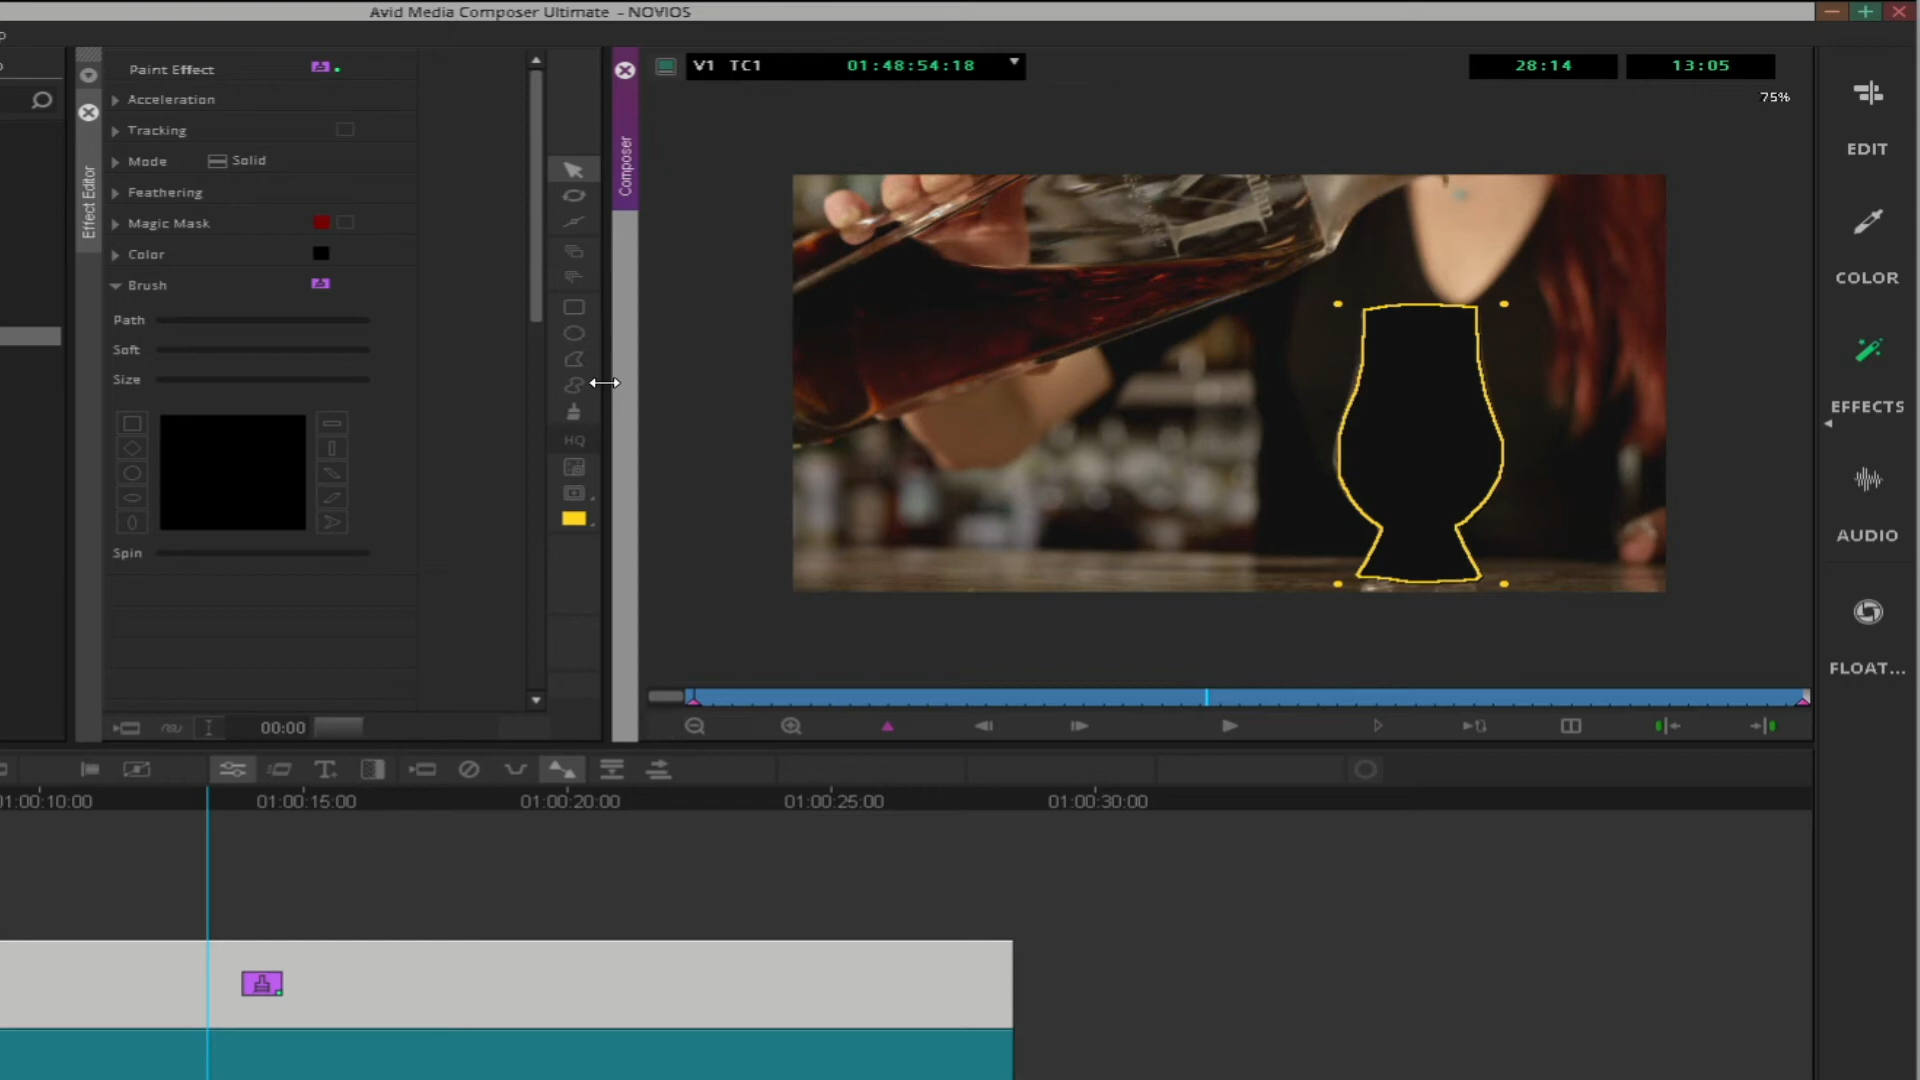 Avid Media Composer Ultimate - NOVIOS
Paint Effect
Acceleration
Tracking
Mode Solid
Feathering
Magic Mask
Color
Brush
Path
Soft
Size
Spin
Effect Editor
00:00
HQ
Composer
V1 TC1 01:48:54:18
28:14 13:05
75%
EDIT
COLOR
EFFECTS
AUDIO
FLOAT...
01:00:10:00 01:00:15:00 01:00:20:00 01:00:25:00 01:00:30:00